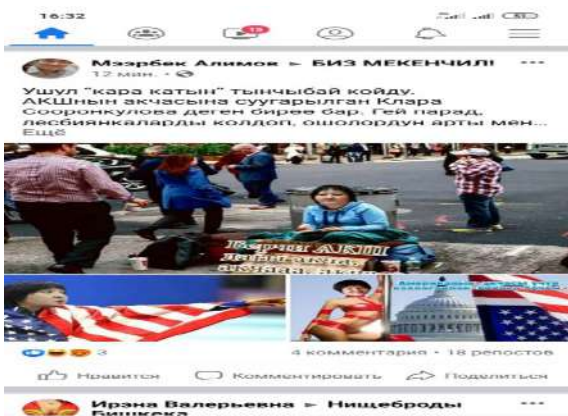 16:32
13
Мээрбек Алимов ► БИЗ МЕКЕНЧИЛ!
12 мин.
Ушул "кара катын" тынчыбай койду.
АКШнын акчасына суугарылган Клара
Сооронкулова деген бирөө бар. Гей парад,
лесбиянкаларды колдоп, ошолордун арты мен...
Ещё
АКШ
3
4 комментария • 18 репостов
Нравится
Комментировать
Поделиться
Ирэна Валерьевна ► Нищеброды
Бишкека